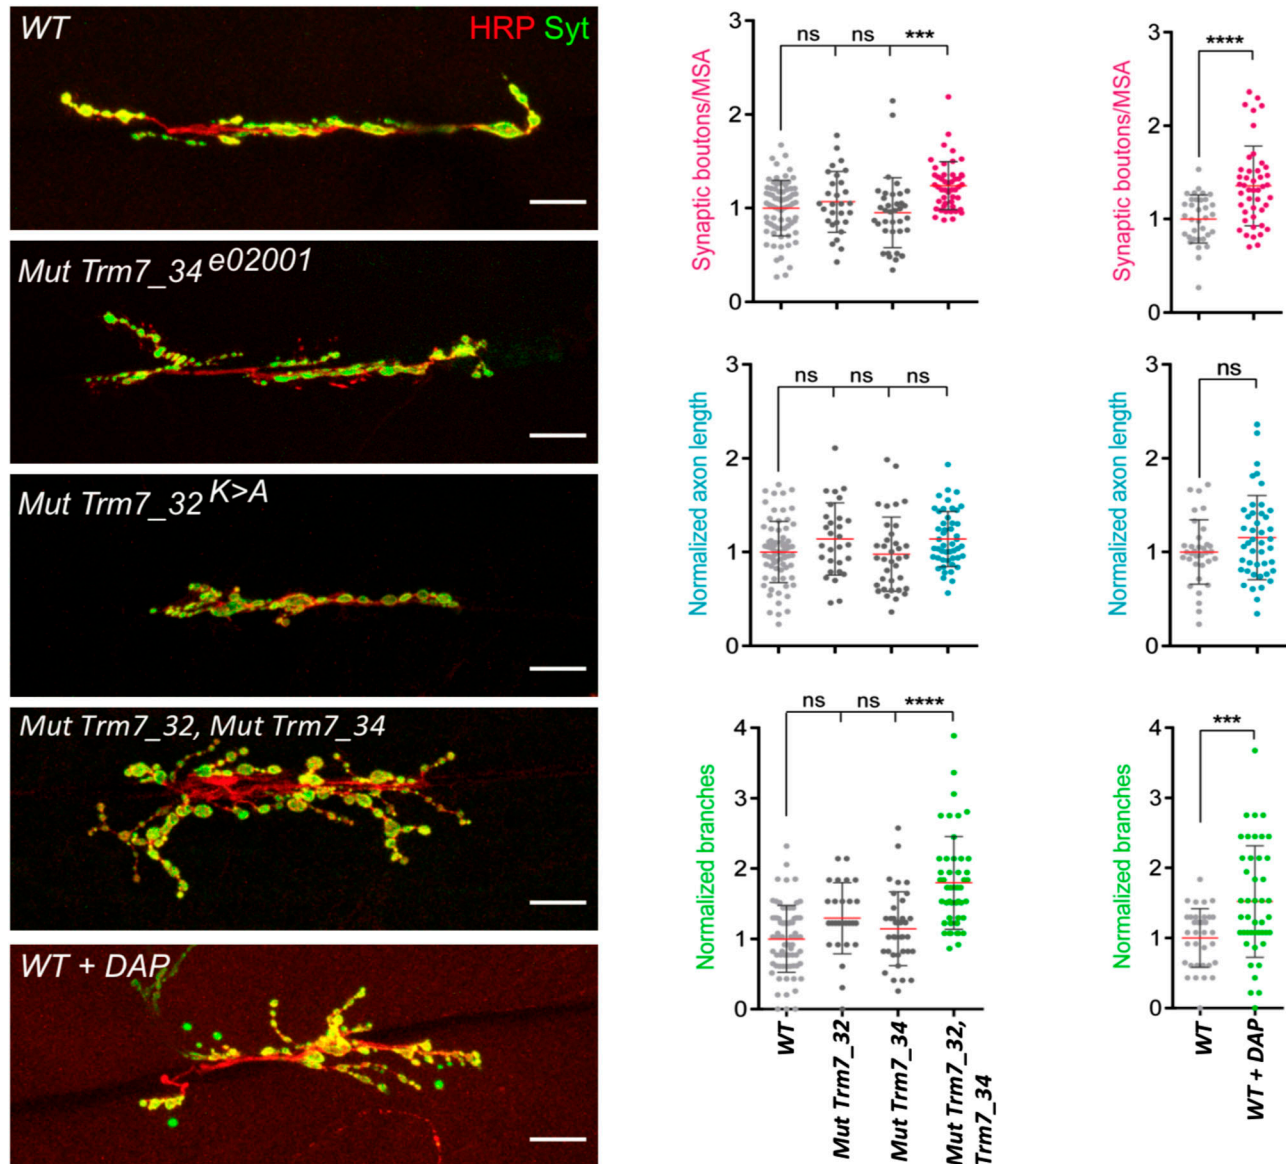 WT
HRP Syt
Mut Trm7_34 e02001
Mut Trm7_32 K>A
Mut Trm7_32, Mut Trm7_34
WT + DAP
Synaptic boutons/MSA
3
2
1
0
ns
ns
***
Synaptic boutons/MSA
3
2
1
0
****
Normalized axon length
3
2
1
0
ns
ns
ns
Normalized axon length
3
2
1
0
ns
Normalized branches
4
3
2
1
0
ns
ns
****
WT
Mut Trm7_32
Mut Trm7_34
Mut Trm7_32,
Trm7_34
Normalized branches
4
3
2
1
0
***
WT
WT + DAP